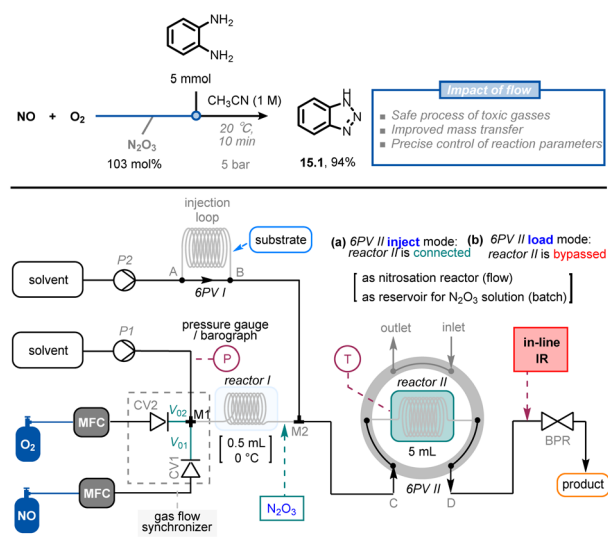 NH₂
NH₂
5 mmol
NO + O₂
CH₃CN (1 M)
20 °C,
10 min
5 bar
N₂O₃
103 mol%
H
N
N
N
15.1, 94%
Impact of flow
■ Safe process of toxic gasses
■ Improved mass transfer
■ Precise control of reaction parameters
injection
loop
substrate
solvent
P2
A
B
6PV I
(a) 6PV II inject mode:
reactor II is connected
(b) 6PV II load mode:
reactor II is bypassed
as nitrosation reactor (flow)
as reservoir for N₂O₃ solution (batch)
solvent
P1
pressure gauge
/ barograph
P
outlet
inlet
T
in-line
IR
reactor I
reactor II
CV2
V02
M1
O₂
MFC
V01
0.5 mL
0 °C
M2
5 mL
BPR
CV1
NO
MFC
gas flow
synchronizer
N₂O₃
C
D
6PV II
product